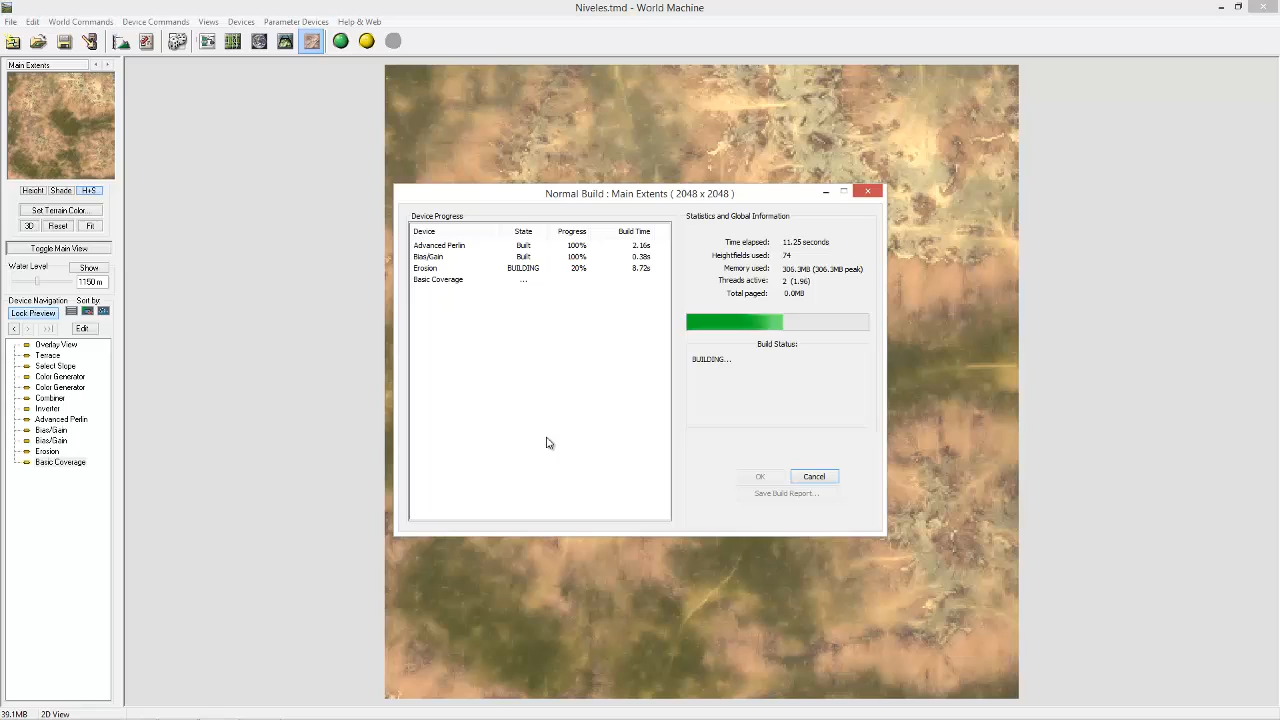 Niveles.tmd - World Machine
File Edit World Commands Device Commands Views Devices Parameter Devices Help & Web
Main Extents
Height Shade H+S
Set Terrain Color...
3D Reset Fit
Toggle Main View
Water Level Show
1150 m
Device Navigation Sort by:
Lock Preview
Edit...
Overlay View
Terrace
Select Slope
Color Generator
Color Generator
Combiner
Inverter
Advanced Perlin
Bias/Gain
Bias/Gain
Erosion
Basic Coverage
Normal Build : Main Extents ( 2048 x 2048 )
Device Progress
Device State Progress Build Time
Advanced Perlin Built 100% 2.16s
Bias/Gain Built 100% 0.38s
Erosion BUILDING 20% 8.72s
Basic Coverage ...
Statistics and Global Information
Time elapsed: 11.25 seconds
Heightfields used: 74
Memory used: 306.3MB (306.3MB peak)
Threads active: 2 (1.96)
Total paged: 0.0MB
Build Status:
BUILDING...
OK Cancel
Save Build Report...
39.1MB 2D View